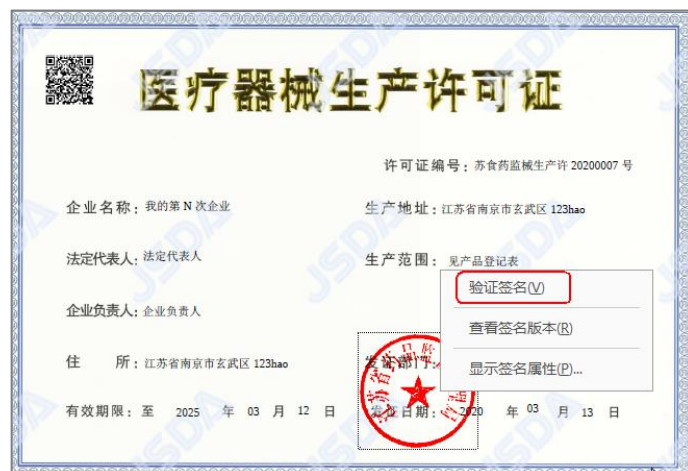 医疗器械生产许可证
许可证编号：苏食药监械生产许 20200007 号
企业名称：我的第 N 次企业
生产地址：江苏省南京市玄武区 123hao
法定代表人：法定代表人
生产范围：见产品登记表
验证签名(V)
企业负责人：企业负责人
查看签名版本(R)
住 所：江苏省南京市玄武区 123hao
发证部门
显示签名属性(P)...
有效期限：至 2025 年 03 月 12 日
发证日期：2020 年 03 月 13 日
JSDA